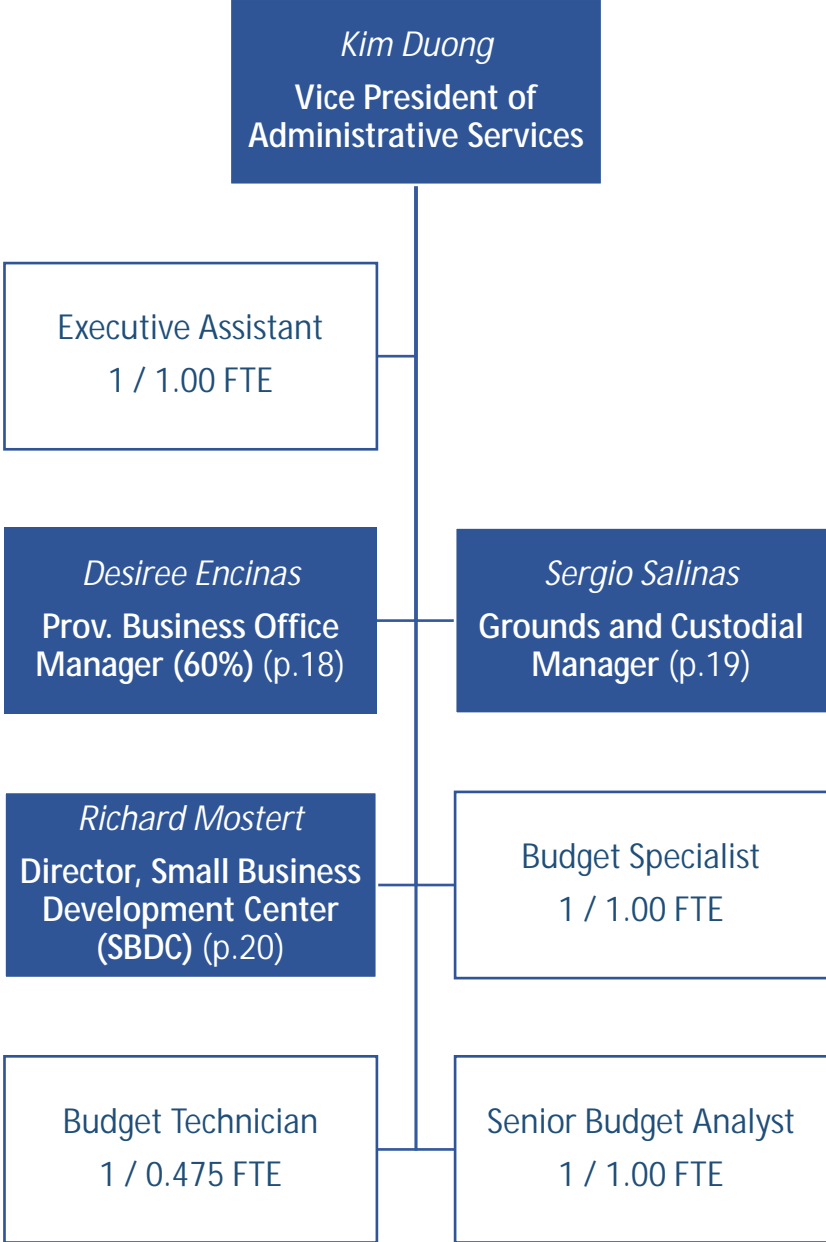 Kim Duong
Vice President of
Administrative Services
Executive Assistant
1 / 1.00 FTE
Desiree Encinas
Prov. Business Office
Manager (60%) (p.18)
Sergio Salinas
Grounds and Custodial
Manager (p.19)
Richard Mostert
Director, Small Business
Development Center
(SBDC) (p.20)
Budget Specialist
1 / 1.00 FTE
Budget Technician
1 / 0.475 FTE
Senior Budget Analyst
1 / 1.00 FTE